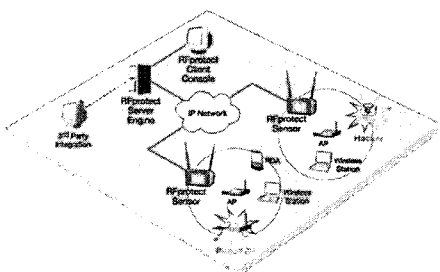 RFprotect
Client
Console
RFprotect
Server
Engine
3rd Party
Integration
IP Network
RFprotect
Sensor
Hacker
AP
Wireless
Station
RFprotect
Sensor
PDA
AP
Wireless
Station